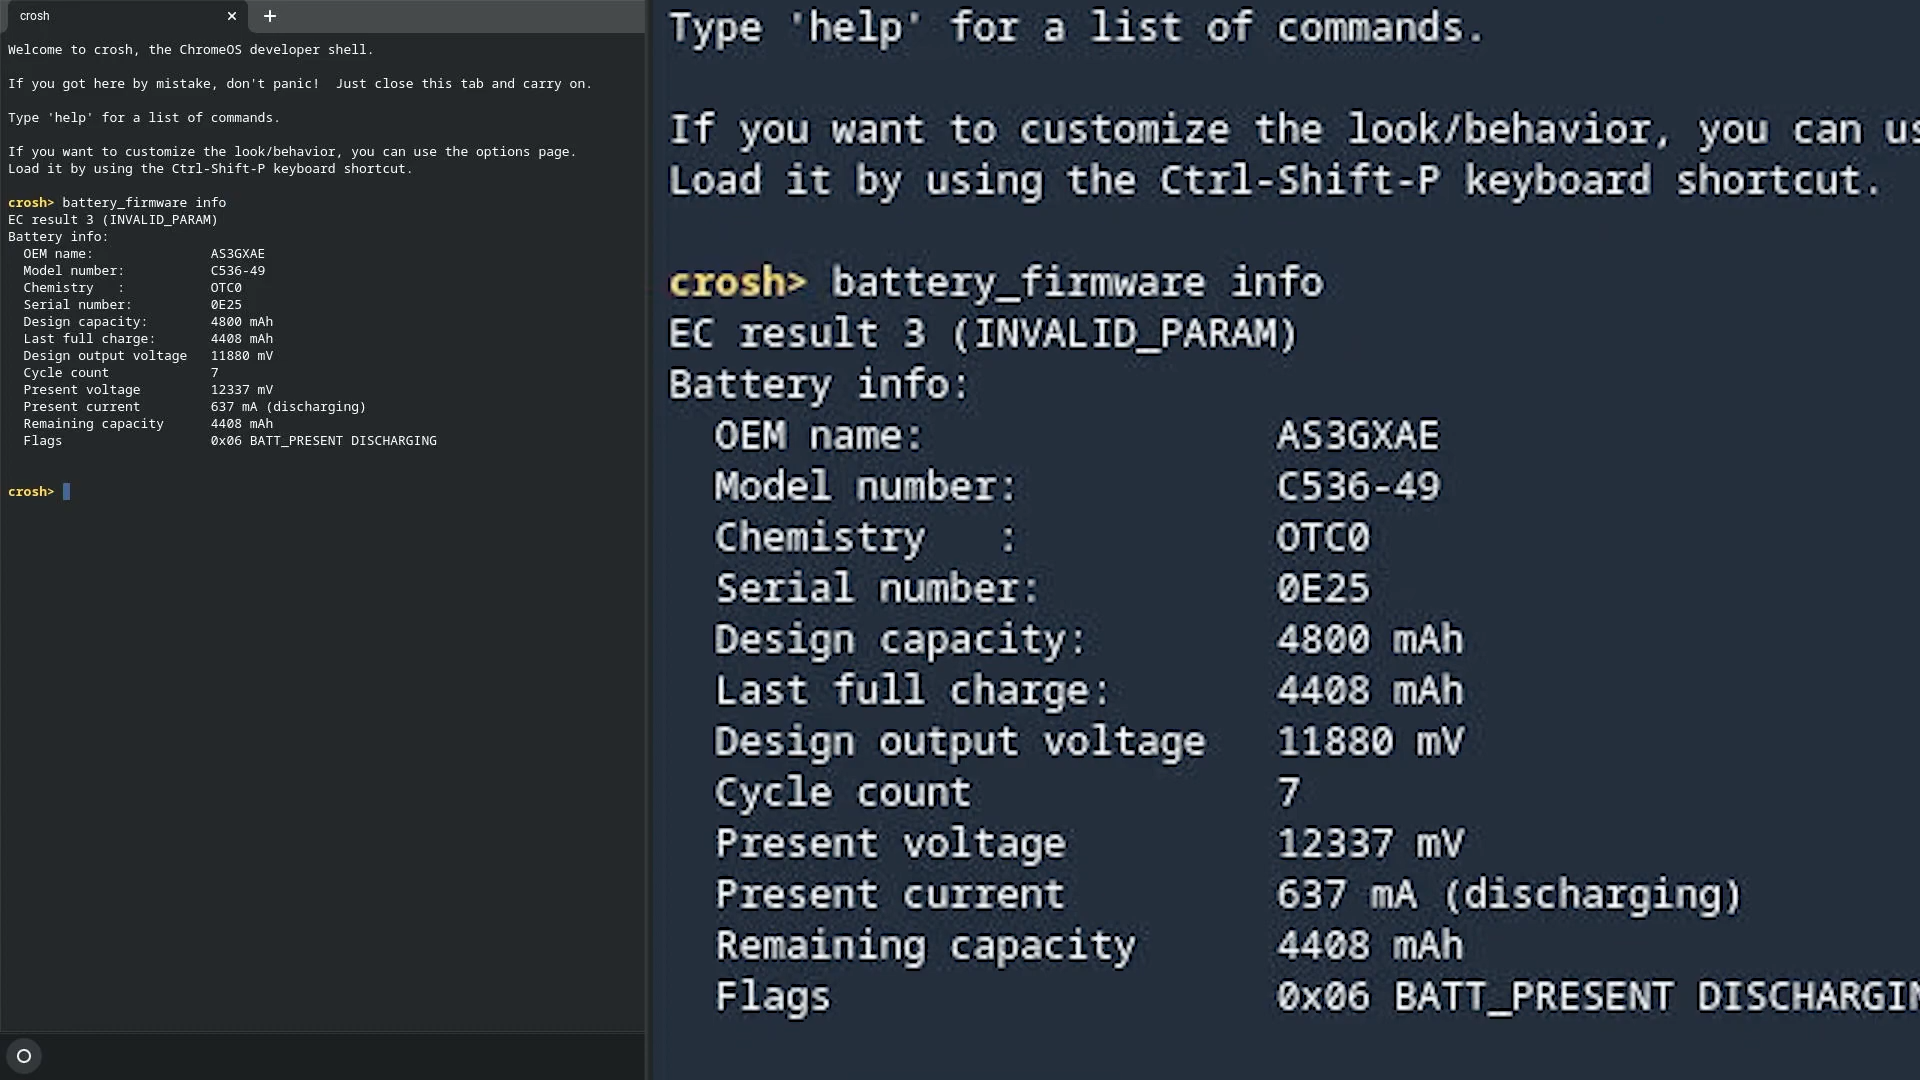 crosh
Welcome to crosh, the ChromeOS developer shell.
If you got here by mistake, don't panic!  Just close this tab and carry on.
Type 'help' for a list of commands.
If you want to customize the look/behavior, you can use the options page.
Load it by using the Ctrl-Shift-P keyboard shortcut.
crosh> battery_firmware info
EC result 3 (INVALID_PARAM)
Battery info:
OEM name: AS3GXAE
Model number: C536-49
Chemistry   : OTC0
Serial number: 0E25
Design capacity: 4800 mAh
Last full charge: 4408 mAh
Design output voltage 11880 mV
Cycle count 7
Present voltage 12337 mV
Present current 637 mA (discharging)
Remaining capacity 4408 mAh
Flags 0x06 BATT_PRESENT DISCHARGING
crosh>
Type 'help' for a list of commands.
If you want to customize the look/behavior, you can us
Load it by using the Ctrl-Shift-P keyboard shortcut.
crosh> battery_firmware info
EC result 3 (INVALID_PARAM)
Battery info:
OEM name: AS3GXAE
Model number: C536-49
Chemistry   : OTC0
Serial number: 0E25
Design capacity: 4800 mAh
Last full charge: 4408 mAh
Design output voltage 11880 mV
Cycle count 7
Present voltage 12337 mV
Present current 637 mA (discharging)
Remaining capacity 4408 mAh
Flags 0x06 BATT_PRESENT DISCHARGIN